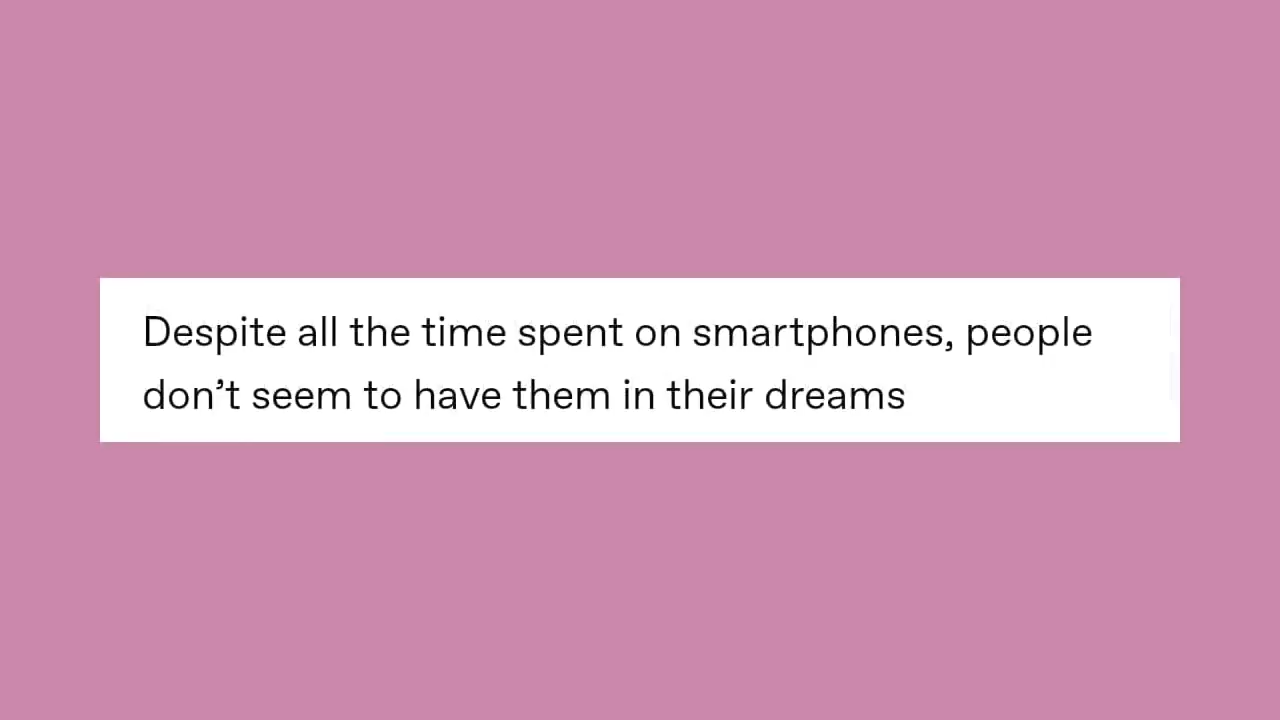 Despite all the time spent on smartphones, people
don’t seem to have them in their dreams